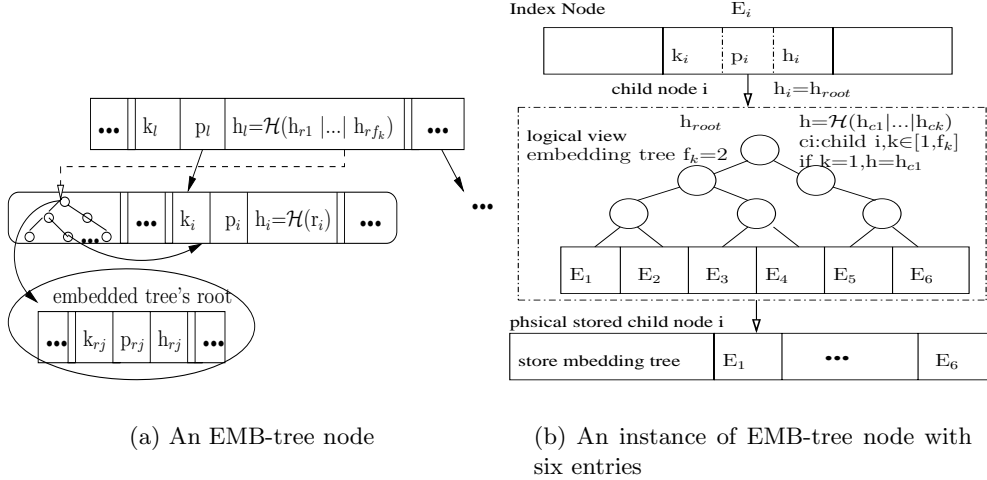 ... k_l p_l h_l=H(h_r1 |...| h_rf_k) ...
... k_i p_i h_i=H(r_i) ...
...
...
embedded tree's root
... k_rj p_rj h_rj ...
(a) An EMB-tree node
Index Node E_i
k_i p_i h_i
child node i h_i=h_root
h_root h=H(h_c1|...|h_ck)
logical view ci:child i,k∈[1,f_k]
embedding tree f_k=2 if k=1,h=h_c1
E_1 E_2 E_3 E_4 E_5 E_6
phsical stored child node i
store mbedding tree E_1 ... E_6
(b) An instance of EMB-tree node with
six entries